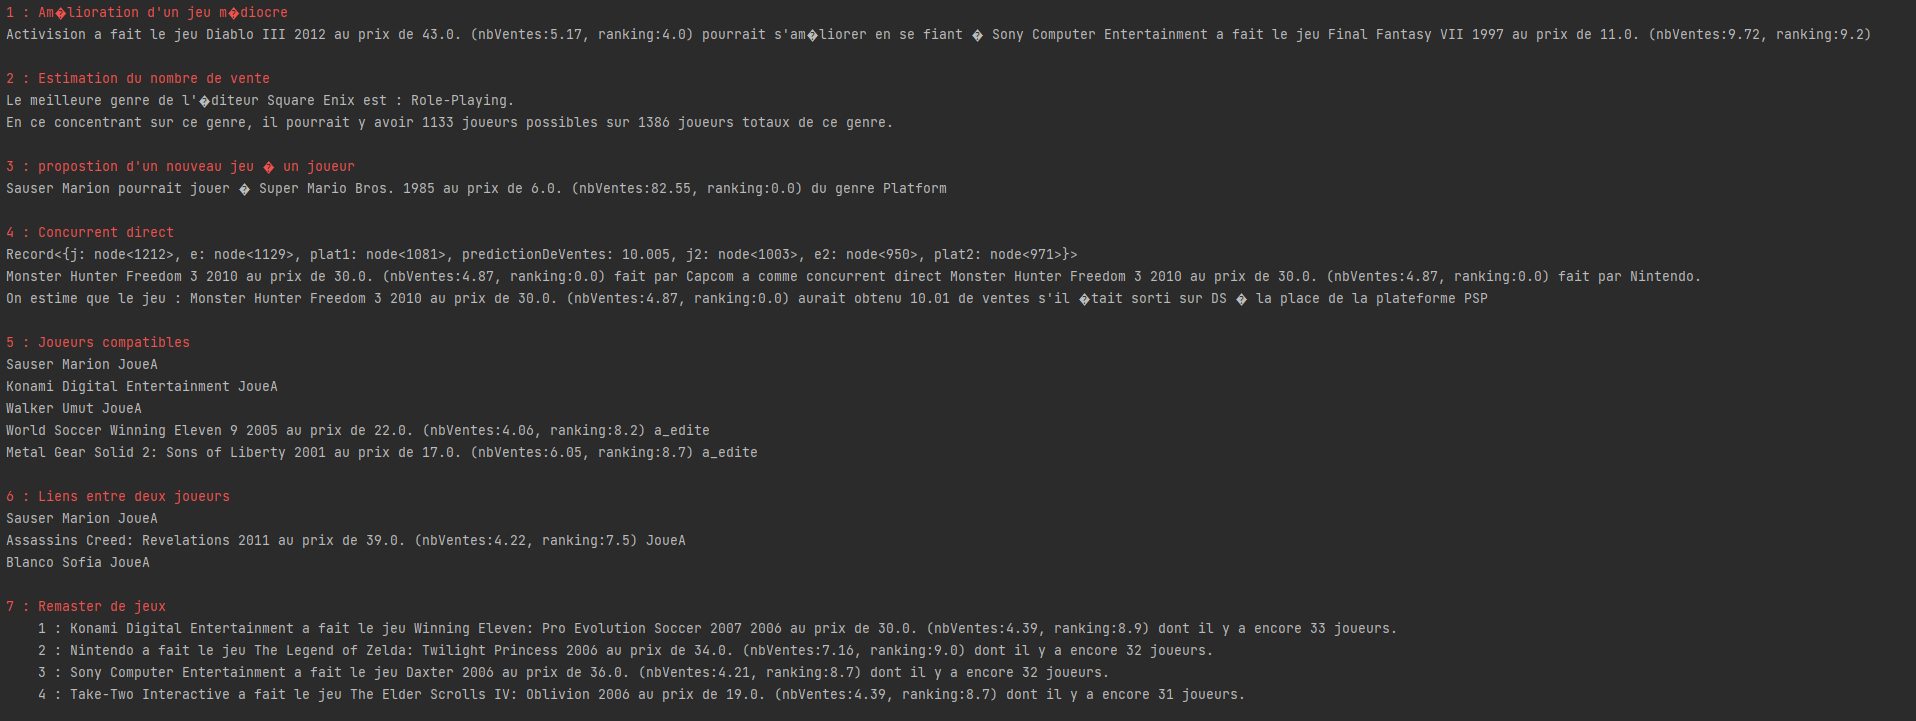 1 : Am�lioration d'un jeu m�diocre
Activision a fait le jeu Diablo III 2012 au prix de 43.0. (nbVentes:5.17, ranking:4.0) pourrait s'am�liorer en se fiant � Sony Computer Entertainment a fait le jeu Final Fantasy VII 1997 au prix de 11.0. (nbVentes:9.72, ranking:9.2)
2 : Estimation du nombre de vente
Le meilleure genre de l'�diteur Square Enix est : Role-Playing.
En ce concentrant sur ce genre, il pourrait y avoir 1133 joueurs possibles sur 1386 joueurs totaux de ce genre.
3 : propostion d'un nouveau jeu � un joueur
Sauser Marion pourrait jouer � Super Mario Bros. 1985 au prix de 6.0. (nbVentes:82.55, ranking:0.0) du genre Platform
4 : Concurrent direct
Record<{j: node<1212>, e: node<1129>, plat1: node<1081>, predictionDeVentes: 10.005, j2: node<1003>, e2: node<950>, plat2: node<971>}>
Monster Hunter Freedom 3 2010 au prix de 30.0. (nbVentes:4.87, ranking:0.0) fait par Capcom a comme concurrent direct Monster Hunter Freedom 3 2010 au prix de 30.0. (nbVentes:4.87, ranking:0.0) fait par Nintendo.
On estime que le jeu : Monster Hunter Freedom 3 2010 au prix de 30.0. (nbVentes:4.87, ranking:0.0) aurait obtenu 10.01 de ventes s'il �tait sorti sur DS � la place de la plateforme PSP
5 : Joueurs compatibles
Sauser Marion JoueA
Konami Digital Entertainment JoueA
Walker Umut JoueA
World Soccer Winning Eleven 9 2005 au prix de 22.0. (nbVentes:4.06, ranking:8.2) a_edite
Metal Gear Solid 2: Sons of Liberty 2001 au prix de 17.0. (nbVentes:6.05, ranking:8.7) a_edite
6 : Liens entre deux joueurs
Sauser Marion JoueA
Assassins Creed: Revelations 2011 au prix de 39.0. (nbVentes:4.22, ranking:7.5) JoueA
Blanco Sofia JoueA
7 : Remaster de jeux
1 : Konami Digital Entertainment a fait le jeu Winning Eleven: Pro Evolution Soccer 2007 2006 au prix de 30.0. (nbVentes:4.39, ranking:8.9) dont il y a encore 33 joueurs.
2 : Nintendo a fait le jeu The Legend of Zelda: Twilight Princess 2006 au prix de 34.0. (nbVentes:7.16, ranking:9.0) dont il y a encore 32 joueurs.
3 : Sony Computer Entertainment a fait le jeu Daxter 2006 au prix de 36.0. (nbVentes:4.21, ranking:8.7) dont il y a encore 32 joueurs.
4 : Take-Two Interactive a fait le jeu The Elder Scrolls IV: Oblivion 2006 au prix de 19.0. (nbVentes:4.39, ranking:8.7) dont il y a encore 31 joueurs.